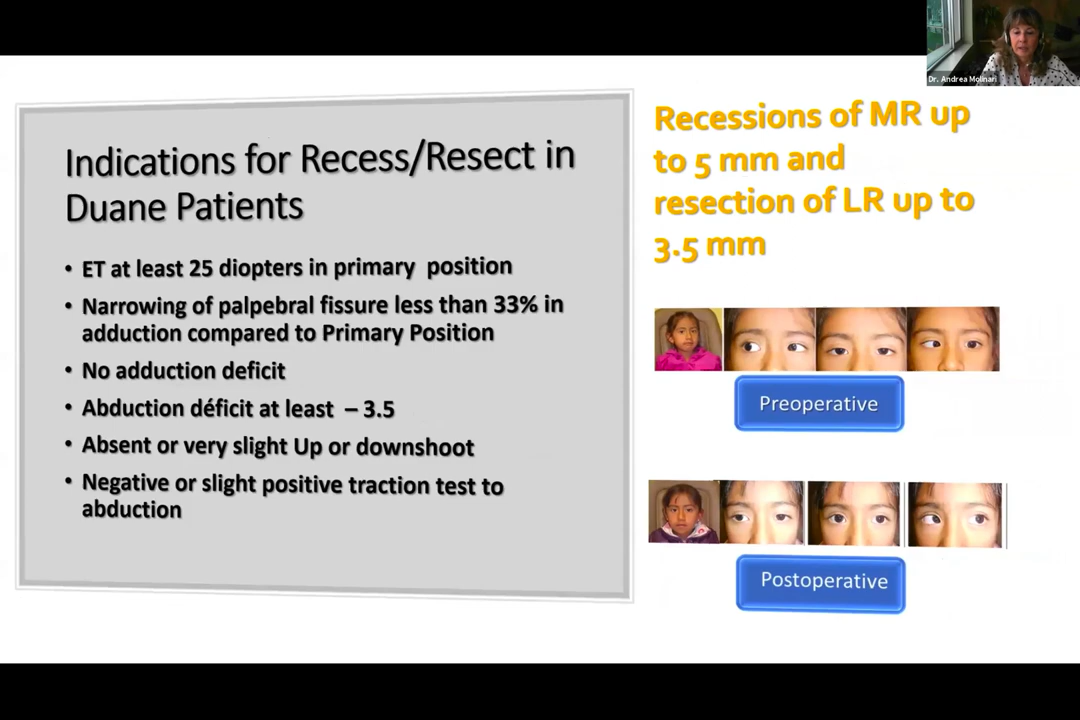 Dr. Andrea Molinari
Indications for Recess/Resect in
Duane Patients
• ET at least 25 diopters in primary position
• Narrowing of palpebral fissure less than 33% in
adduction compared to Primary Position
• No adduction deficit
• Abduction déficit at least – 3.5
• Absent or very slight Up or downshoot
• Negative or slight positive traction test to
abduction
Recessions of MR up
to 5 mm and
resection of LR up to
3.5 mm
Preoperative
Postoperative